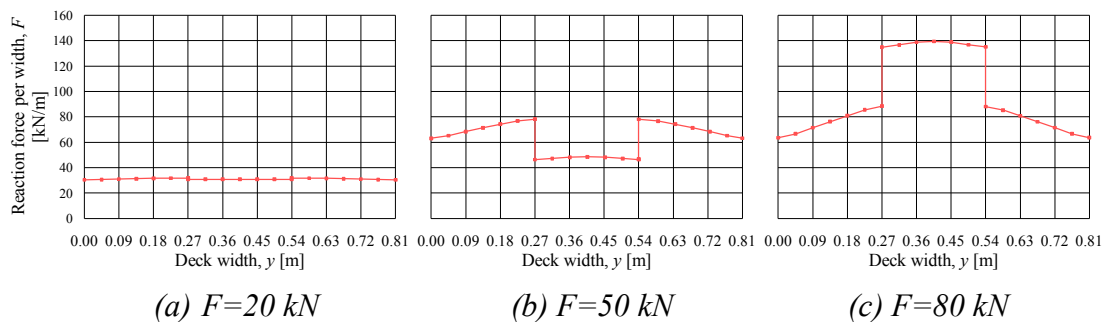 Reaction force per width, F
[kN/m]
160
140
120
100
80
60
40
20
0
0.00 0.09 0.18 0.27 0.36 0.45 0.54 0.63 0.72 0.81
Deck width, y [m]
(a) F=20 kN
0.00 0.09 0.18 0.27 0.36 0.45 0.54 0.63 0.72 0.81
Deck width, y [m]
(b) F=50 kN
0.00 0.09 0.18 0.27 0.36 0.45 0.54 0.63 0.72 0.81
Deck width, y [m]
(c) F=80 kN